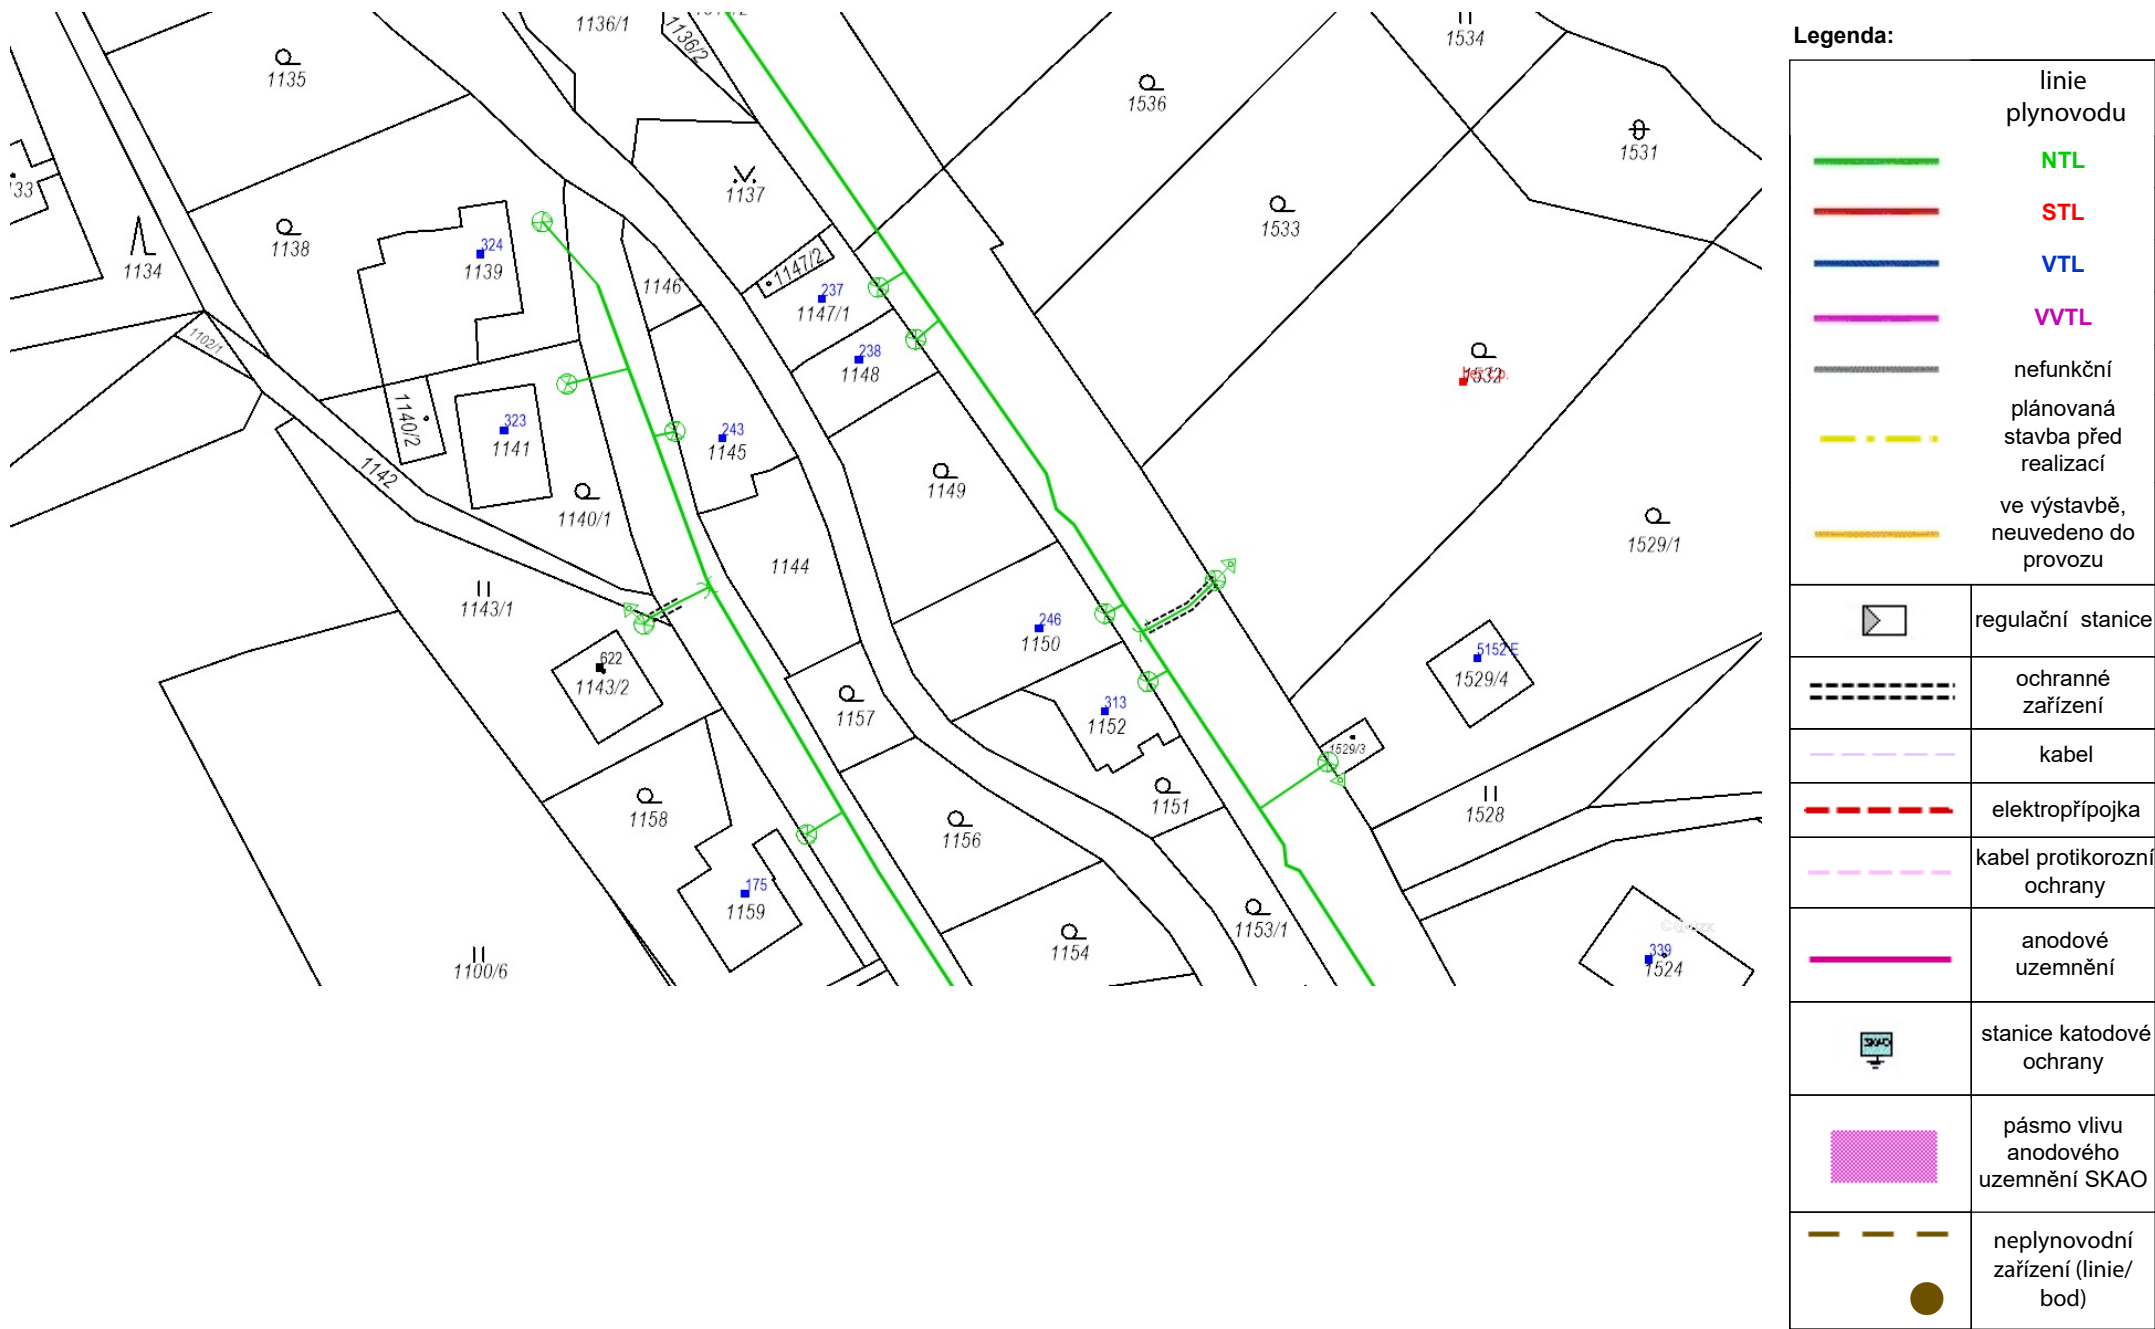 1136/1
1136/2
1534
Legenda:
1135
1536
1531
linie
plynovodu
NTL
STL
VTL
VVTL
nefunkční
plánovaná
stavba před
realizací
ve výstavbě,
neuvedeno do
provozu
regulační stanice
ochranné
zařízení
kabel
elektropřípojka
kabel protikorozní
ochrany
anodové
uzemnění
SKAO
stanice katodové
ochrany
pásmo vlivu
anodového
uzemnění SKAO
neplynovodní
zařízení (linie/
bod)
1137
1533
1134
1138
324
1139
1146
1147/2
237
1147/1
1102/1
238
1148
1532
1140/2
323
1141
243
1145
1142
1140/1
1149
1529/1
1144
1143/1
246
1150
622
1143/2
5152 E
1529/4
1157
313
1152
1529/3
1158
1151
1528
1156
175
1159
1153/1
1154
1100/6
339
1524